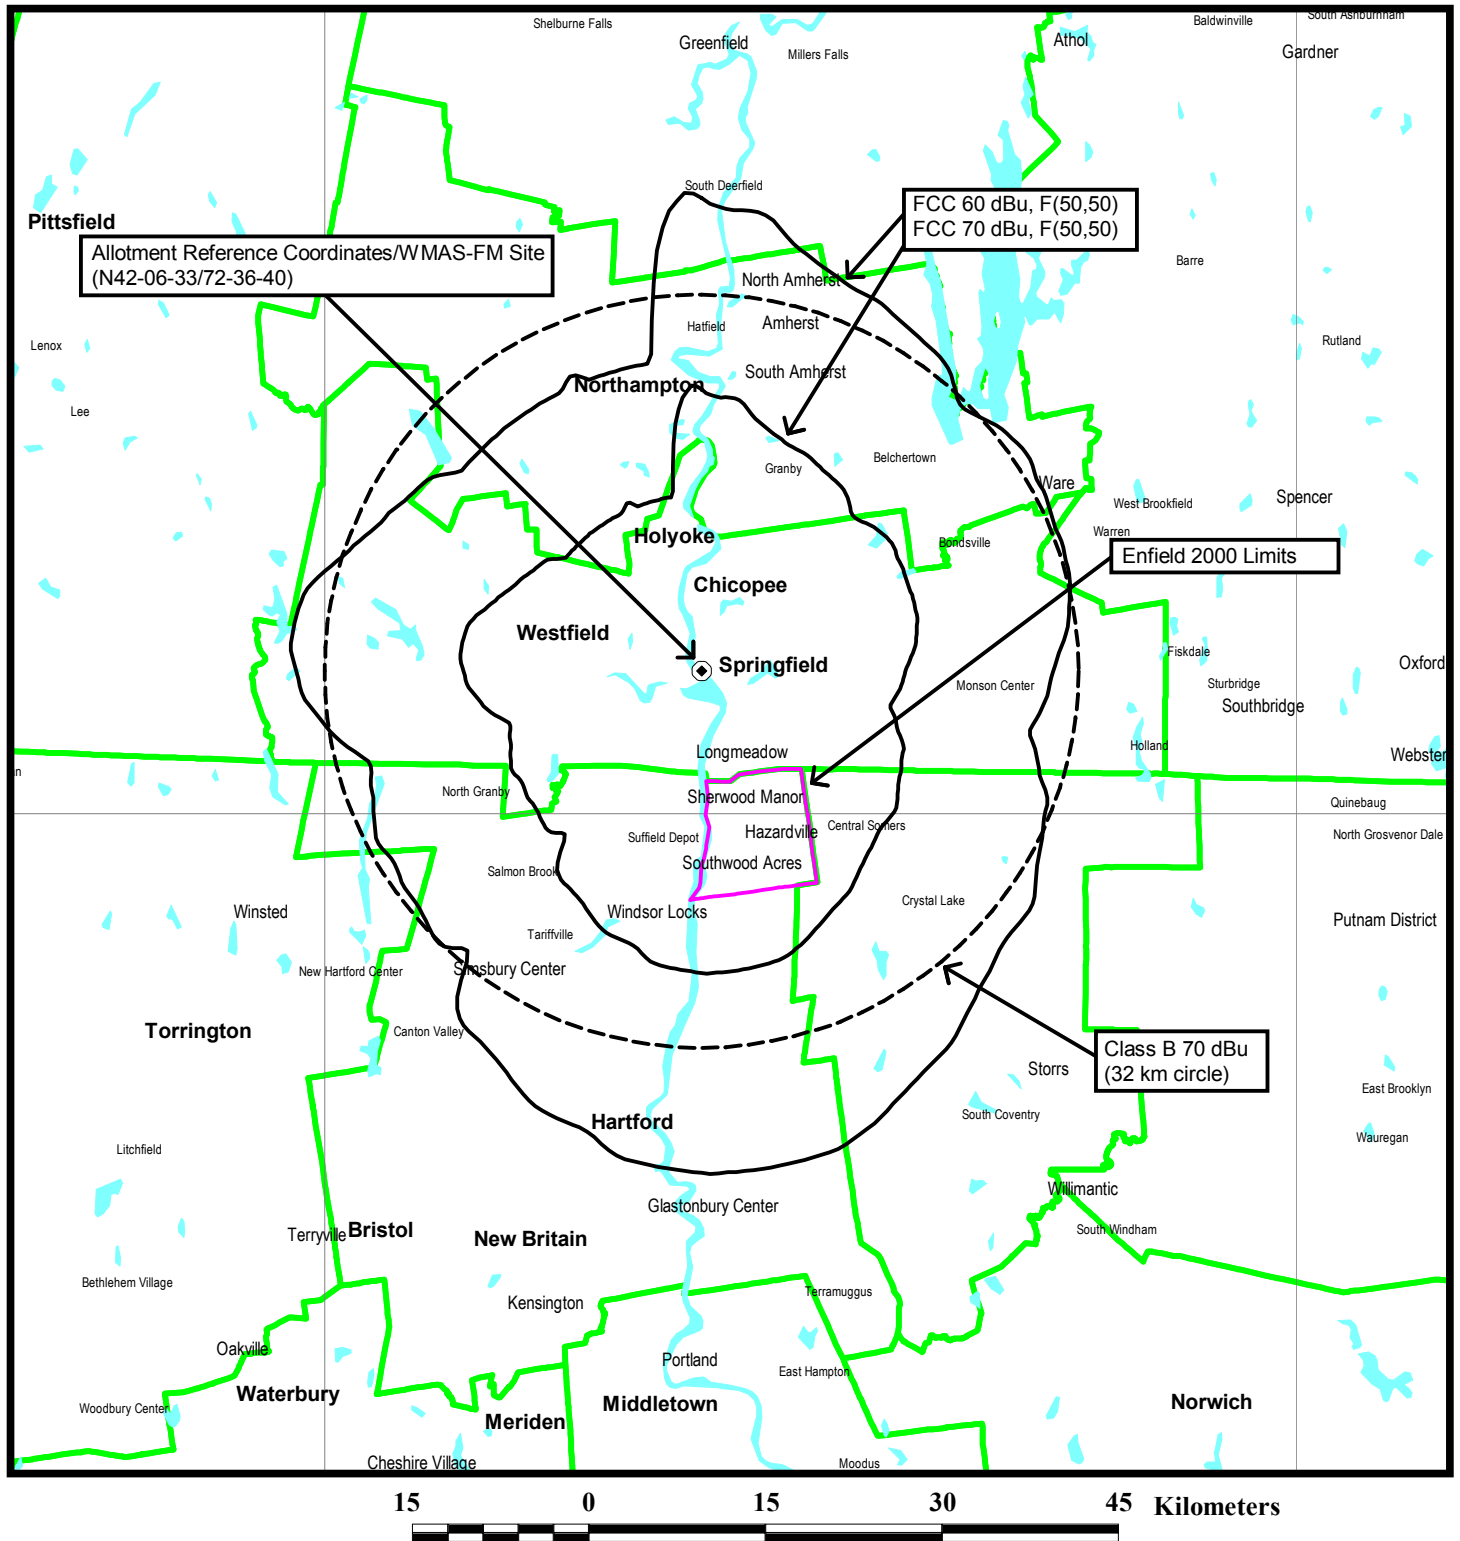 Shelburne Falls
Baldwinville
South Ashburnham
Greenfield
Millers Falls
Athol
Gardner
South Deerfield
FCC 60 dBu, F(50,50)
FCC 70 dBu, F(50,50)
Pittsfield
Allotment Reference Coordinates/WMAS-FM Site
(N42-06-33/72-36-40)
Barre
North Amherst
Hatfield
Amherst
Lenox
Rutland
South Amherst
Northampton
Lee
Granby
Belchertown
Ware
West Brookfield
Spencer
Warren
Holyoke
Bondsville
Enfield 2000 Limits
Chicopee
Westfield
Springfield
Fiskdale
Oxford
Monson Center
Sturbridge
Southbridge
Longmeadow
Holland
Webster
n
North Granby
Sherwood Manor
Quinebaug
Suffield Depot
Hazardville
Central Somers
North Grosvenor Dale
Salmon Brook
Southwood Acres
Winsted
Windsor Locks
Crystal Lake
Putnam District
Tariffville
New Hartford Center
Simsbury Center
Torrington
Canton Valley
Class B 70 dBu
(32 km circle)
Storrs
East Brooklyn
South Coventry
Hartford
Litchfield
Wauregan
Willimantic
Glastonbury Center
Terryville
Bristol
New Britain
South Windham
Bethlehem Village
Kensington
Terramuggus
Oakville
Portland
East Hampton
Waterbury
Woodbury Center
Meriden
Middletown
Norwich
Cheshire Village
Moodus
15 0 15 30 45 Kilometers